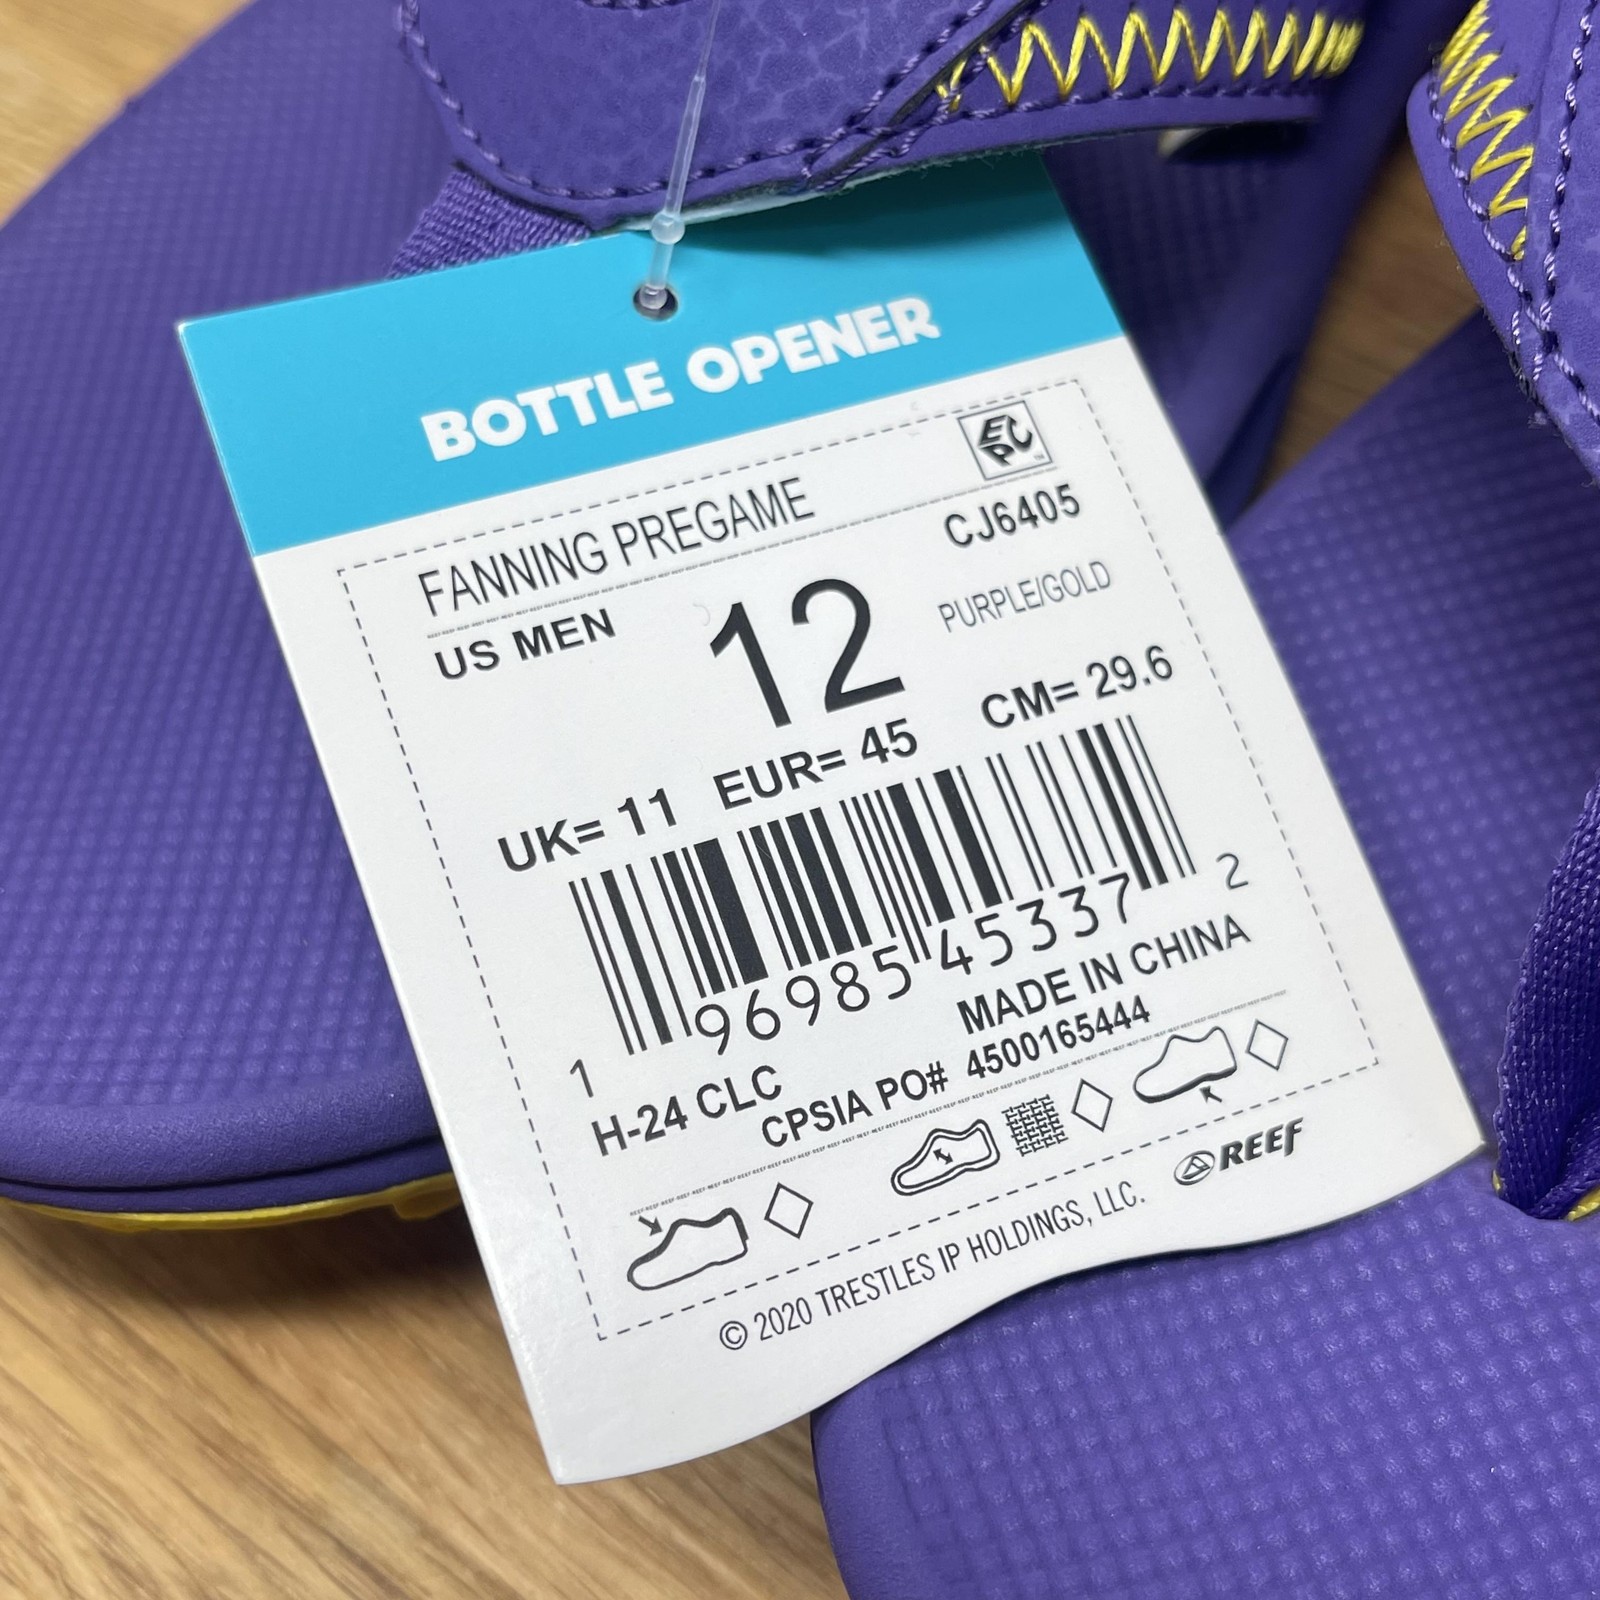 BOTTLE OPENER
EPC
FANNING PREGAME
CJ6405
US MEN
12
PURPLE/GOLD
UK= 11
EUR= 45
CM= 29.6
1 96985 45337 2
MADE IN CHINA
H-24 CLC
CPSIA PO# 4500165444
REEF
© 2020 TRESTLES IP HOLDINGS, LLC.